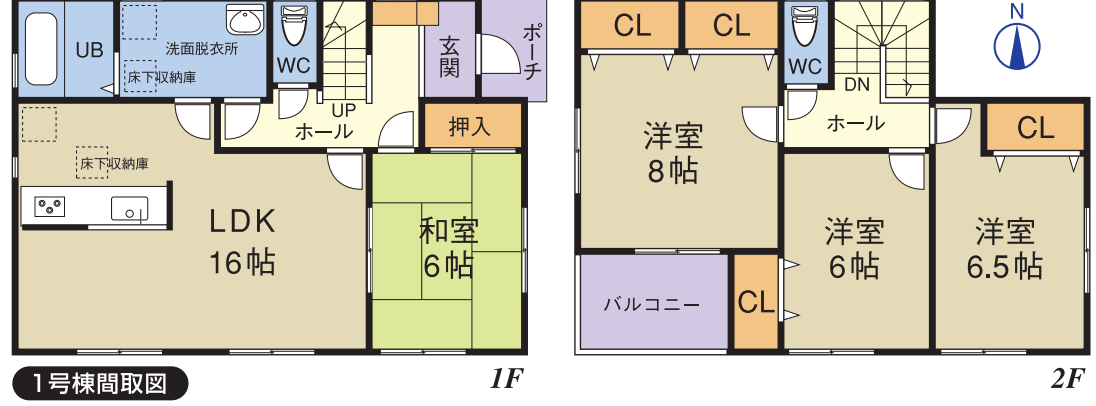 UB
洗面脱衣所
床下収納庫
WC
UP
ホール
玄関
ポーチ
押入
床下収納庫
LDK
16帖
和室
6帖
1号棟間取図
1F
CL
CL
WC
DN
ホール
洋室
8帖
CL
洋室
6帖
洋室
6.5帖
バルコニー
CL
N
2F